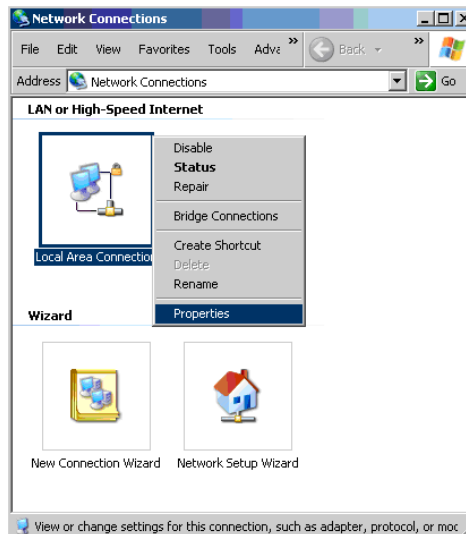 Network Connections
File Edit View Favorites Tools Adva » Back »
Address Network Connections Go
LAN or High-Speed Internet
Disable
Status
Repair
Bridge Connections
Create Shortcut
Delete
Rename
Properties
Local Area Connection
Wizard
New Connection Wizard Network Setup Wizard
View or change settings for this connection, such as adapter, protocol, or moc